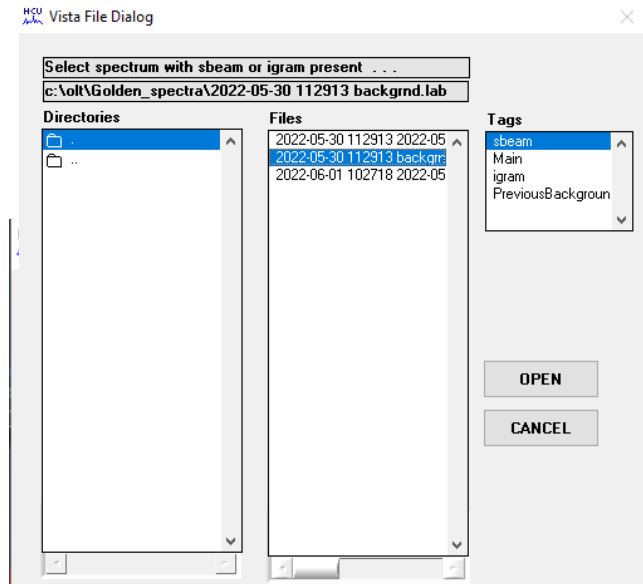 HCU Vista File Dialog
Select spectrum with sbeam or igram present . . .
c:\olt\Golden_spectra\2022-05-30 112913 backgrnd.lab
Directories
.
..
Files
2022-05-30 112913 2022-05
2022-05-30 112913 backgr
2022-06-01 102718 2022-05
Tags
sbeam
Main
igram
PreviousBackgroun
OPEN
CANCEL